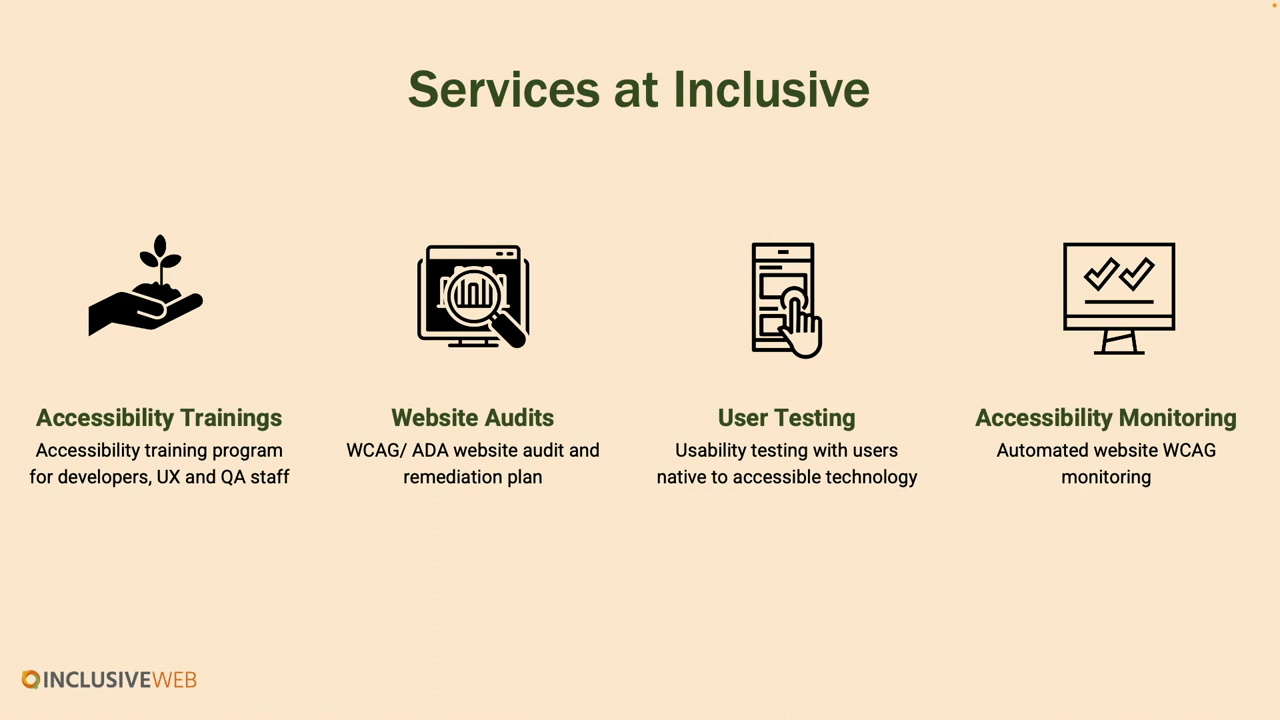 Services at Inclusive
Accessibility Trainings
Accessibility training program
for developers, UX and QA staff
Website Audits
WCAG/ ADA website audit and
remediation plan
User Testing
Usability testing with users
native to accessible technology
Accessibility Monitoring
Automated website WCAG
monitoring
INCLUSIVEWEB